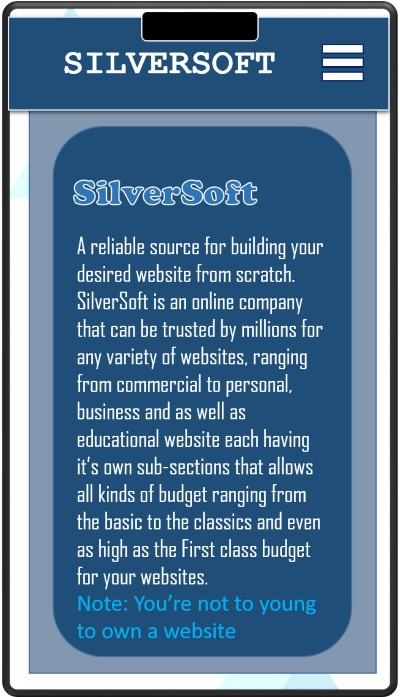 SILVERSOFT
SilverSoft
A reliable source for building your
desired website from scratch.
SilverSoft is an online company
that can be trusted by millions for
any variety of websites, ranging
from commercial to personal,
business and as well as
educational website each having
it's own sub-sections that allows
all kinds of budget ranging from
the basic to the classics and even
as high as the First class budget
for your websites.
Note: You're not to young
to own a website